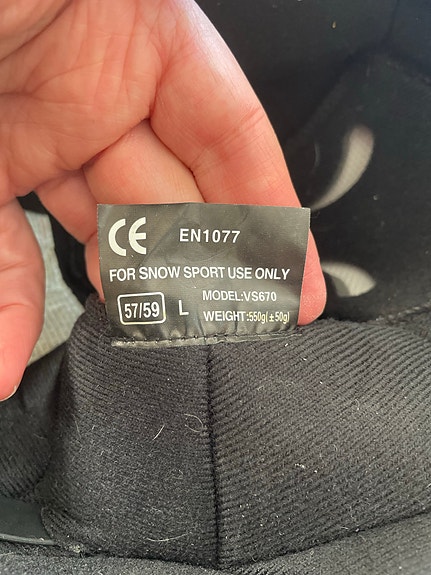 CE EN1077
FOR SNOW SPORT USE ONLY
57/59 L MODEL:VS670
WEIGHT:550g(±50g)